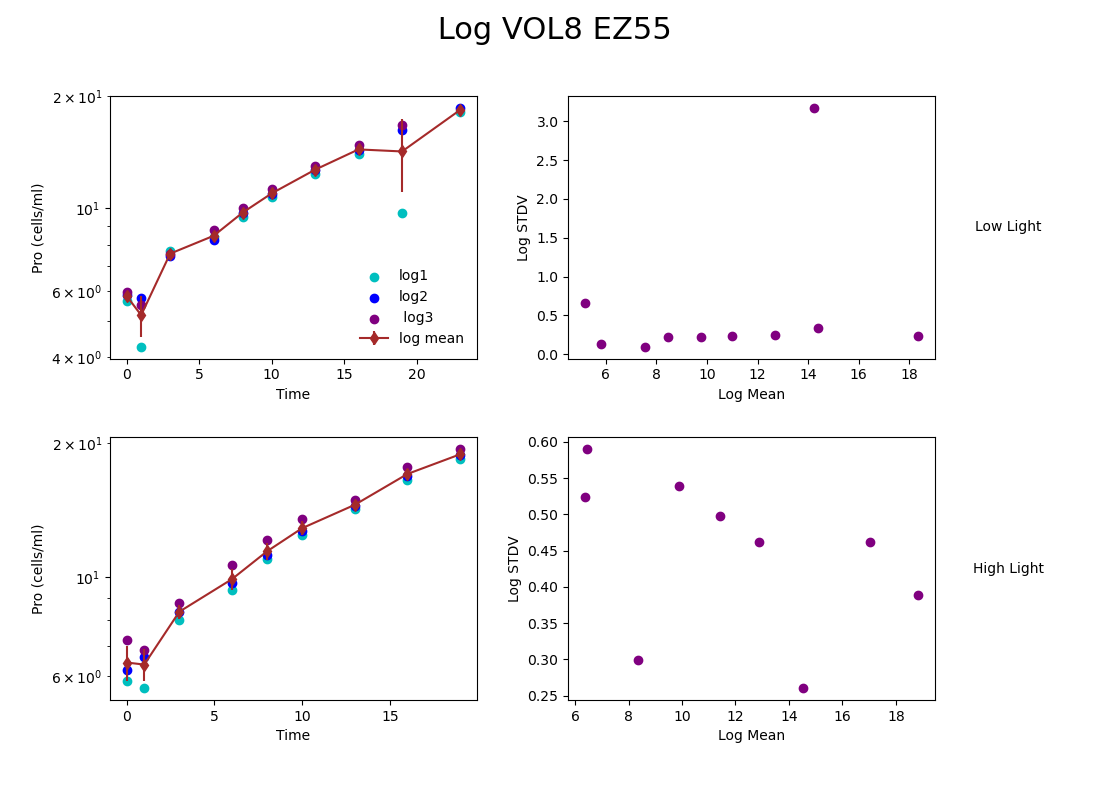 Log VOL8 EZ55
2 × 10¹
10¹
6 × 10⁰
4 × 10⁰
Pro (cells/ml)
0 5 10 15 20
Time
log1
log2
log3
log mean
3.0
2.5
2.0
1.5
1.0
0.5
0.0
Log STDV
6 8 10 12 14 16 18
Log Mean
Low Light
2 × 10¹
10¹
6 × 10⁰
Pro (cells/ml)
0 5 10 15
Time
0.60
0.55
0.50
0.45
0.40
0.35
0.30
0.25
Log STDV
6 8 10 12 14 16 18
Log Mean
High Light